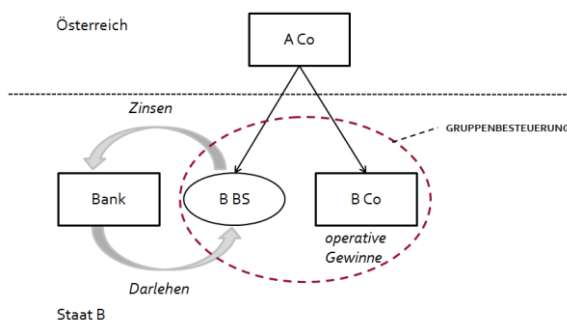 Österreich
A Co
Zinsen
GRUPPENBESTEUERUNG
Bank
B BS
B Co
operative
Gewinne
Darlehen
Staat B